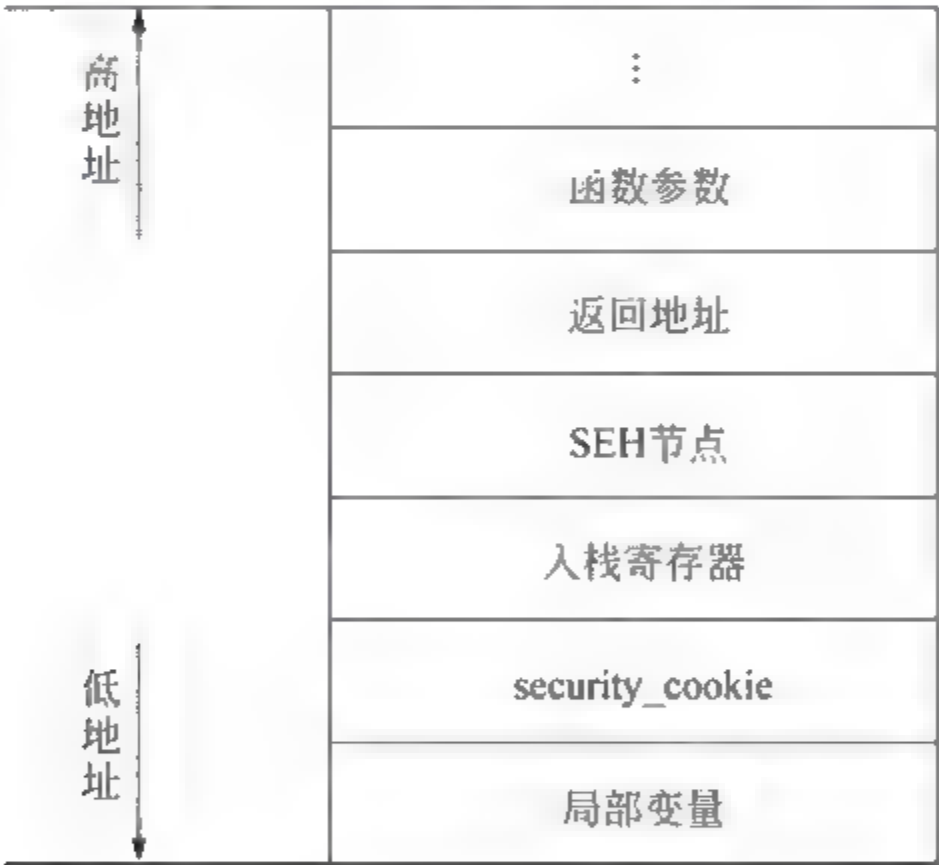 高地址
⋮
函数参数
返回地址
SEH节点
入栈寄存器
security_cookie
低地址
局部变量